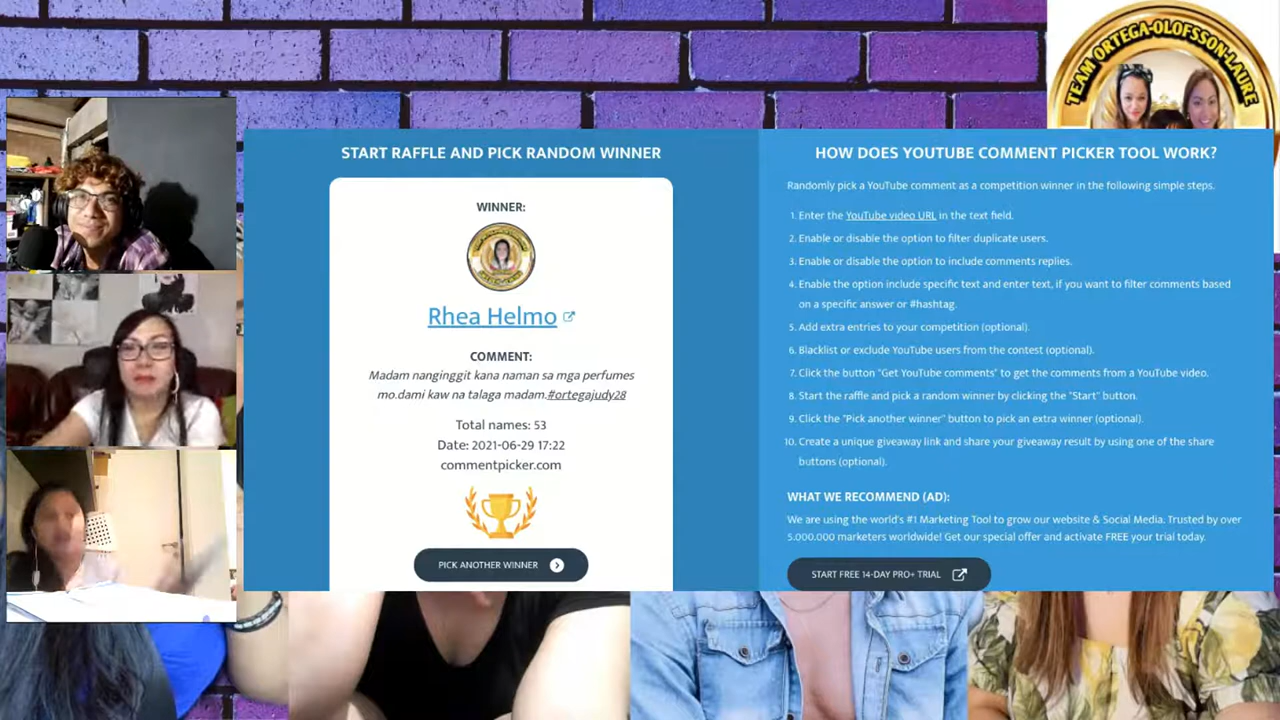 TEAM ORTEGA-OLOFSSON-LAURE
START RAFFLE AND PICK RANDOM WINNER
WINNER:
Rhea Helmo
COMMENT:
Madam nanginggit kana naman sa mga perfumes
mo.dami kaw na talaga madam.#ortegajudy28
Total names: 53
Date: 2021-06-29 17:22
commentpicker.com
PICK ANOTHER WINNER
HOW DOES YOUTUBE COMMENT PICKER TOOL WORK?
Randomly pick a YouTube comment as a competition winner in the following simple steps.
1. Enter the YouTube video URL in the text field.
2. Enable or disable the option to filter duplicate users.
3. Enable or disable the option to include comments replies.
4. Enable the option include specific text and enter text, if you want to filter comments based
on a specific answer or #hashtag.
5. Add extra entries to your competition (optional).
6. Blacklist or exclude YouTube users from the contest (optional).
7. Click the button "Get YouTube comments" to get the comments from a YouTube video.
8. Start the raffle and pick a random winner by clicking the "Start" button.
9. Click the "Pick another winner" button to pick an extra winner (optional).
10. Create a unique giveaway link and share your giveaway result by using one of the share
buttons (optional).
WHAT WE RECOMMEND (AD):
We are using the world's #1 Marketing Tool to grow our website & Social Media. Trusted by over
5.000.000 marketers worldwide! Get our special offer and activate FREE your trial today.
START FREE 14-DAY PRO+ TRIAL